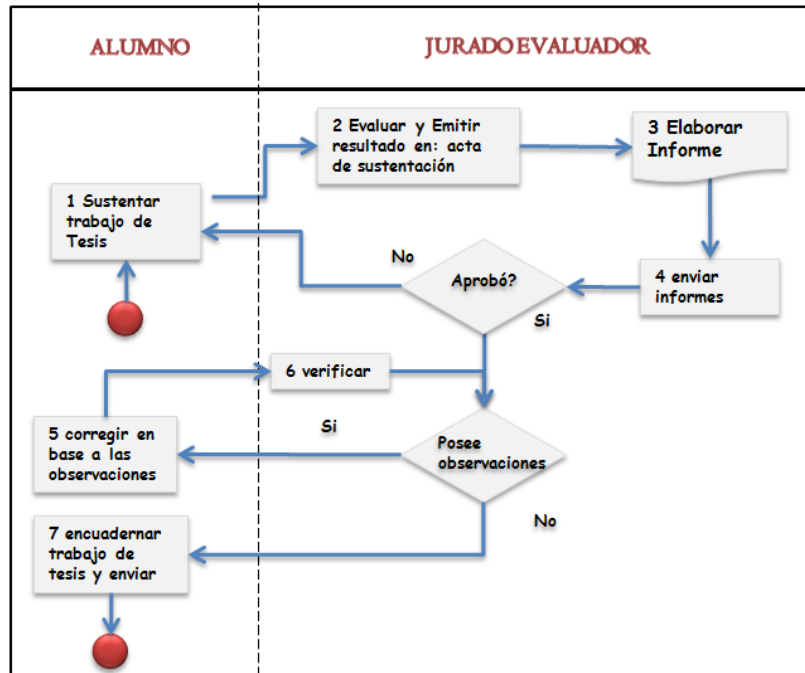 ALUMNO
JURADO EVALUADOR
2 Evaluar y Emitir
resultado en: acta
de sustentación
3 Elaborar
Informe
1 Sustentar
trabajo de
Tesis
No
Aprobó?
4 enviar
informes
Si
6 verificar
5 corregir en
base a las
observaciones
Si
Posee
observaciones
No
7 encuadernar
trabajo de
tesis y enviar